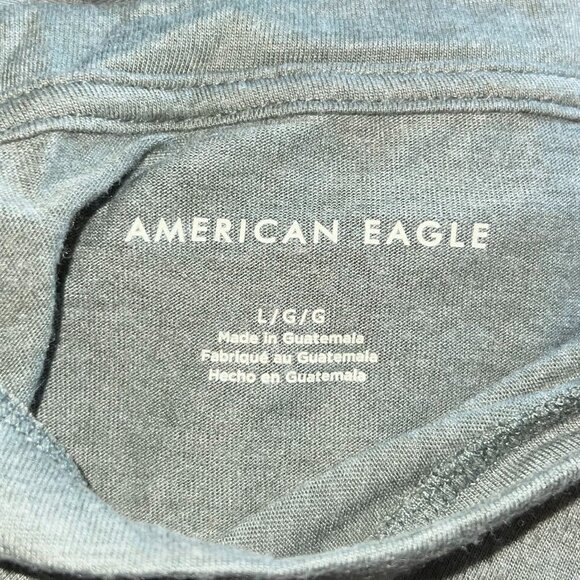 AMERICAN EAGLE
L/G/G
Made in Guatemala
Fabriqué au Guatemala
Hecho en Guatemala